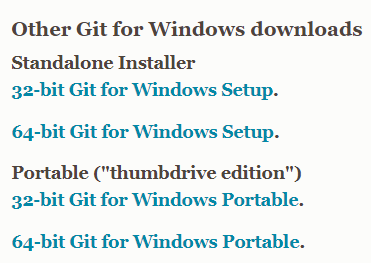 Other Git for Windows downloads
Standalone Installer
32-bit Git for Windows Setup.
64-bit Git for Windows Setup.
Portable ("thumbdrive edition")
32-bit Git for Windows Portable.
64-bit Git for Windows Portable.